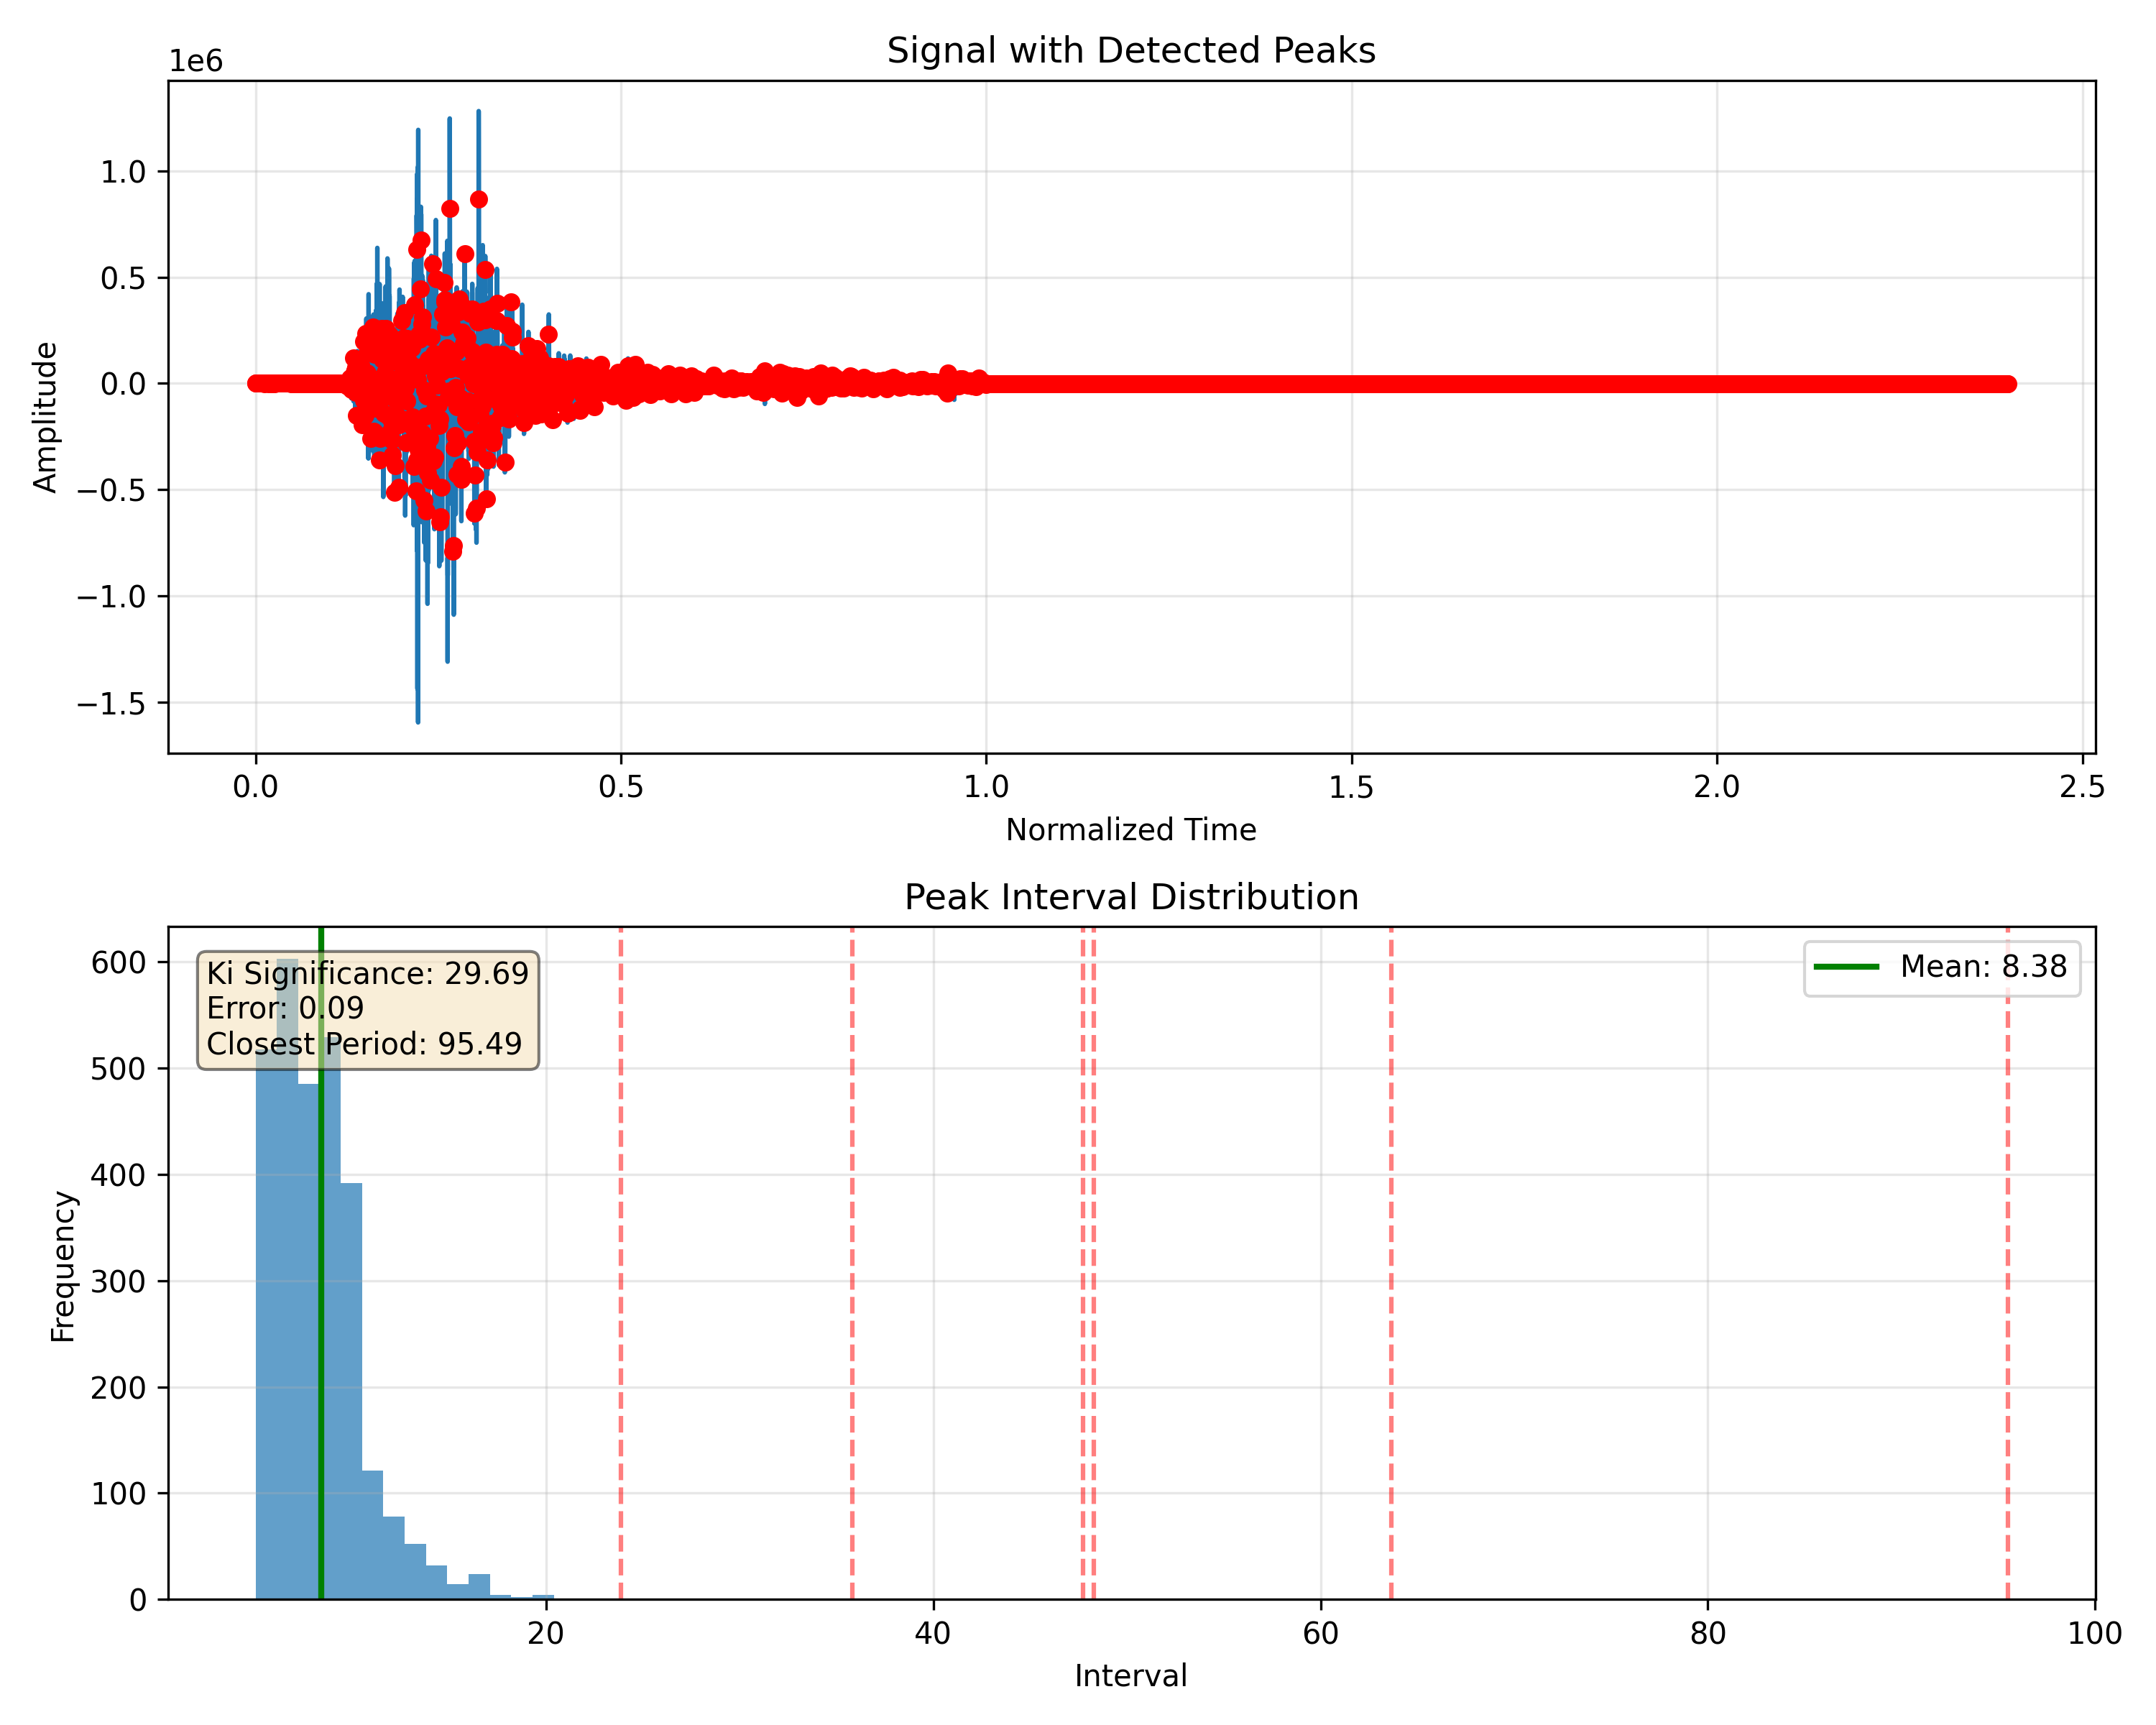 Signal with Detected Peaks
1e6
1.0
0.5
0.0
−0.5
−1.0
−1.5
Amplitude
0.0 0.5 1.0 1.5 2.0 2.5
Normalized Time
Peak Interval Distribution
Ki Significance: 29.69
Error: 0.09
Closest Period: 95.49
Mean: 8.38
600
500
400
300
200
100
0
Frequency
20 40 60 80 100
Interval